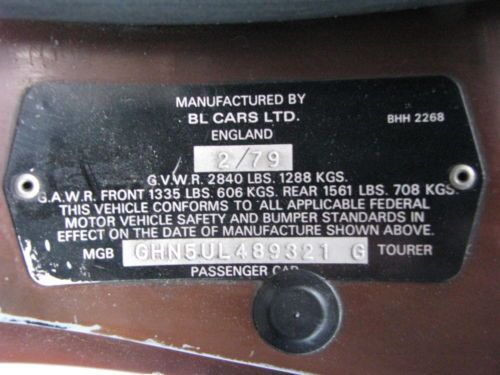 MANUFACTURED BY
BL CARS LTD.
BHH 2268
ENGLAND
2/79
G.V.W.R. 2840 LBS. 1288 KGS.
G.A.W.R. FRONT 1335 LBS. 606 KGS. REAR 1561 LBS. 708 KGS.
THIS VEHICLE CONFORMS TO ALL APPLICABLE FEDERAL
MOTOR VEHICLE SAFETY AND BUMPER STANDARDS IN
EFFECT ON THE DATE OF MANUFACTURE SHOWN ABOVE.
MGB GHN5UL489321 G TOURER
PASSENGER CAR